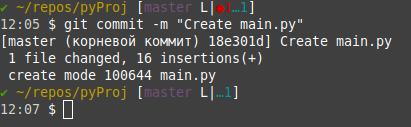 ✔ ~/repos/pyProj [master L|●1…1]
12:05 $ git commit -m "Create main.py"
[master (корневой коммит) 18e301d] Create main.py
1 file changed, 16 insertions(+)
create mode 100644 main.py
✔ ~/repos/pyProj [master L|…1]
12:07 $